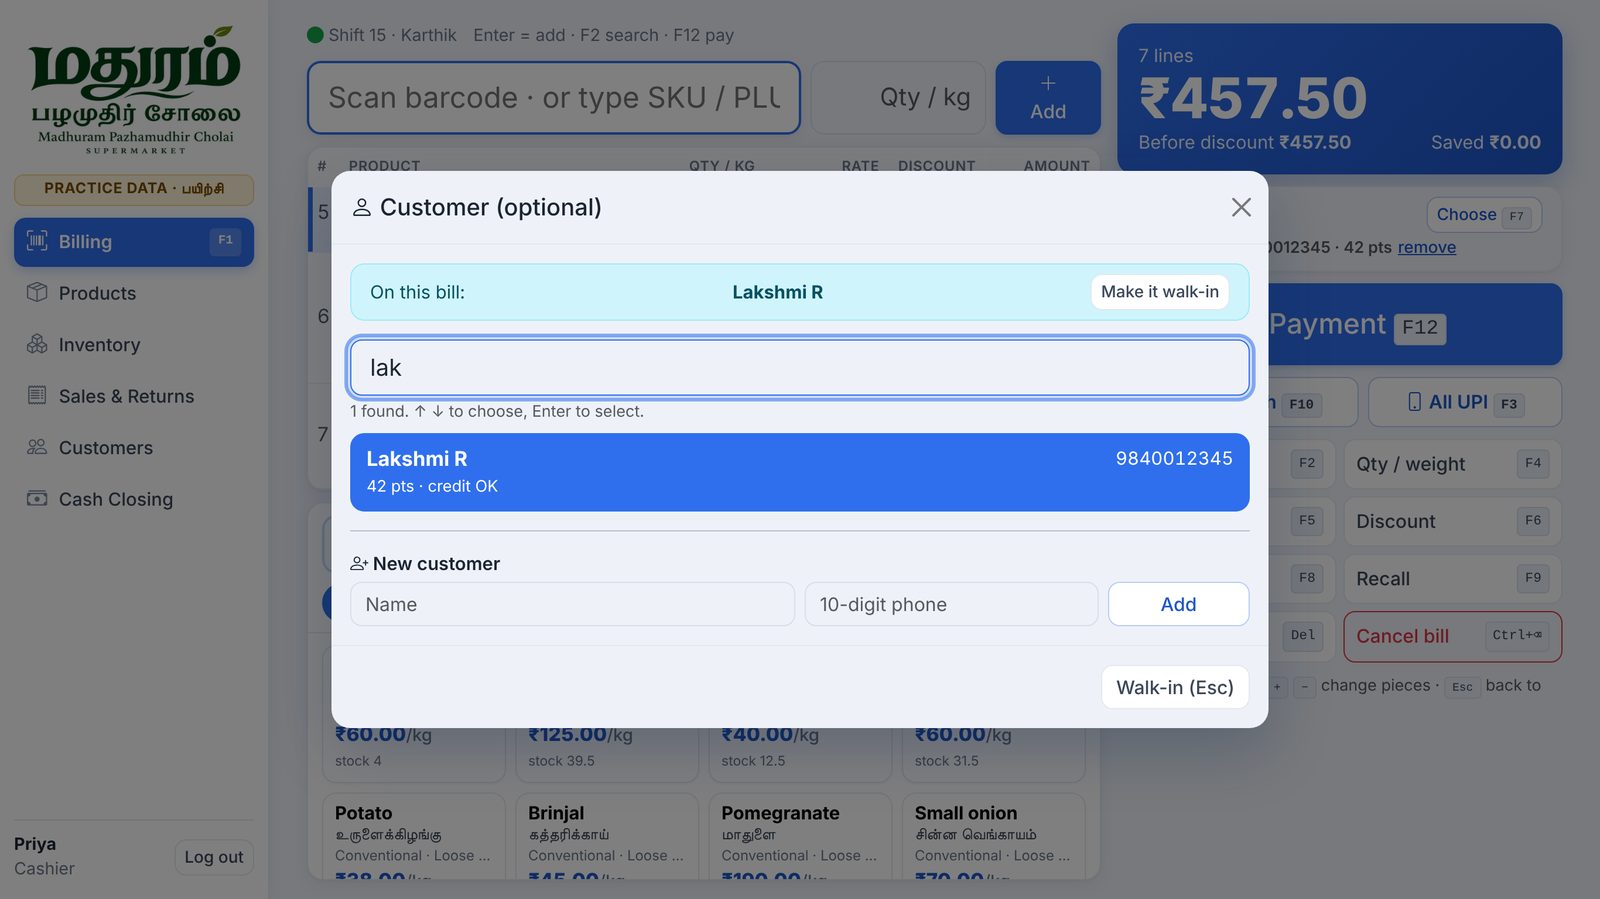 மதுரம்
பழமுதிர் சோலை
Madhuram Pazhamudhir Cholai
SUPERMARKET
PRACTICE DATA · பயிற்சி
Billing F1
Products
Inventory
Sales & Returns
Customers
Cash Closing
Priya
Cashier
Log out
Shift 15 · Karthik Enter = add · F2 search · F12 pay
Scan barcode · or type SKU / PLU
Qty / kg
+
Add
# PRODUCT QTY / KG RATE DISCOUNT AMOUNT
5
6
7
7 lines
₹457.50
Before discount ₹457.50 Saved ₹0.00
Choose F7
0012345 · 42 pts remove
Payment F12
F10
All UPI F3
F2
Qty / weight F4
F5
Discount F6
F8
Recall F9
Del
Cancel bill Ctrl+⌫
+ − change pieces · Esc back to
Customer (optional)
On this bill: Lakshmi R Make it walk-in
lak
1 found. ↑ ↓ to choose, Enter to select.
Lakshmi R 9840012345
42 pts · credit OK
New customer
Name 10-digit phone Add
Walk-in (Esc)
₹60.00/kg ₹125.00/kg ₹40.00/kg ₹60.00/kg
stock 4 stock 39.5 stock 12.5 stock 31.5
Potato Brinjal Pomegranate Small onion
உருளைக்கிழங்கு கத்தரிக்காய் மாதுளை சின்ன வெங்காயம்
Conventional · Loose ... Conventional · Loose ... Conventional · Loose ... Conventional · Loose ...